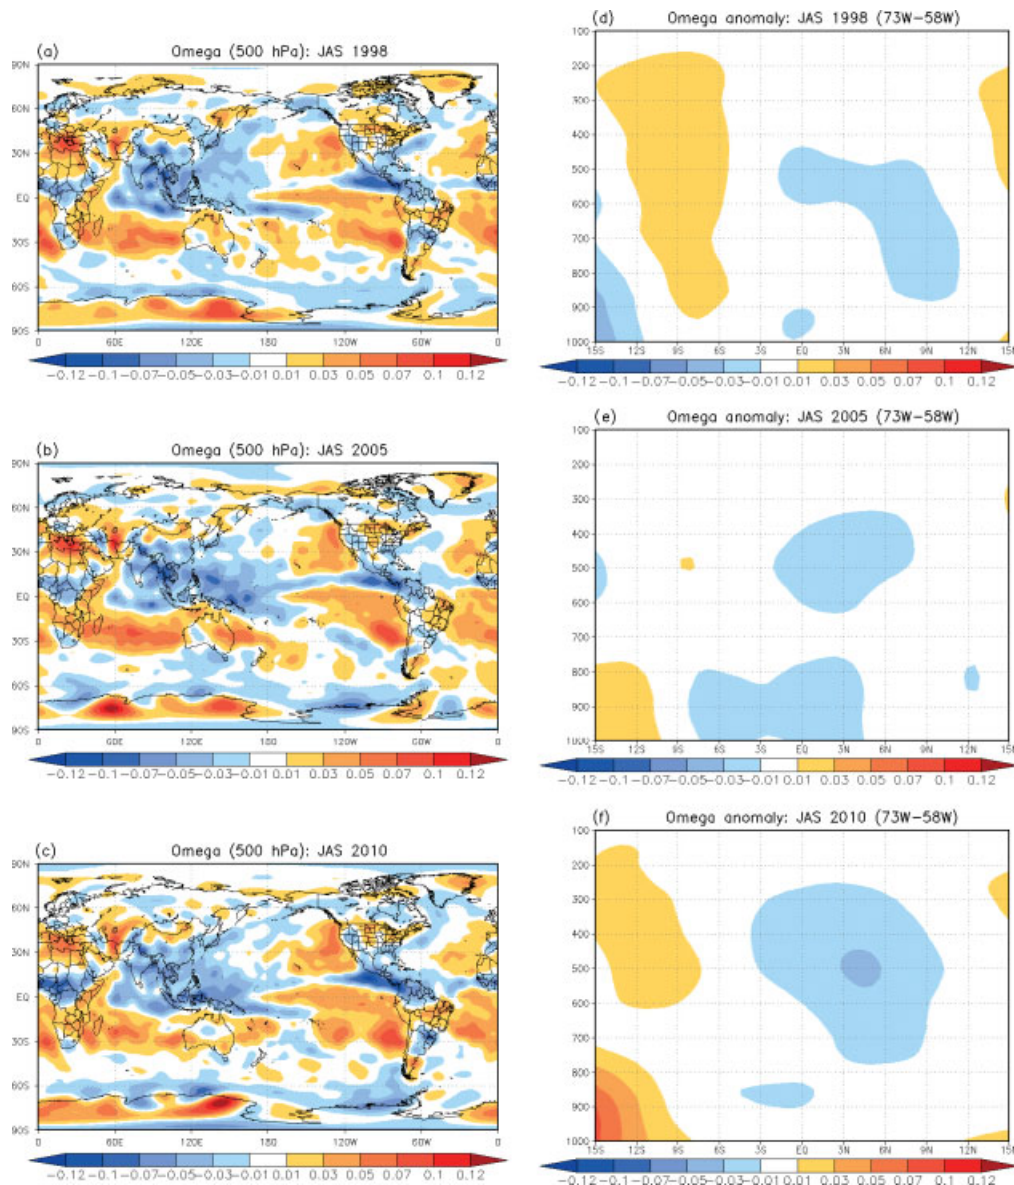 (a) Omega (500 hPa): JAS 1998
90N
60N
30N
EQ
30S
60S
90S
0 60E 120E 180 120W 60W 0
−0.12 −0.1 −0.07 −0.05 −0.03 −0.01 0.01 0.03 0.05 0.07 0.1 0.12
(d) Omega anomaly: JAS 1998 (73W−58W)
100
200
300
400
500
600
700
800
900
1000
15S 12S 9S 6S 3S EQ 3N 6N 9N 12N 15N
−0.12 −0.1 −0.07 −0.05 −0.03 −0.01 0.01 0.03 0.05 0.07 0.1 0.12
(b) Omega (500 hPa): JAS 2005
90N
60N
30N
EQ
30S
60S
90S
0 60E 120E 180 120W 60W 0
−0.12 −0.1 −0.07 −0.05 −0.03 −0.01 0.01 0.03 0.05 0.07 0.1 0.12
(e) Omega anomaly: JAS 2005 (73W−58W)
100
200
300
400
500
600
700
800
900
1000
15S 12S 9S 6S 3S EQ 3N 6N 9N 12N 15N
−0.12 −0.1 −0.07 −0.05 −0.03 −0.01 0.01 0.03 0.05 0.07 0.1 0.12
(c) Omega (500 hPa): JAS 2010
90N
60N
30N
EQ
30S
60S
90S
0 60E 120E 180 120W 60W 0
−0.12 −0.1 −0.07 −0.05 −0.03 −0.01 0.01 0.03 0.05 0.07 0.1 0.12
(f) Omega anomaly: JAS 2010 (73W−58W)
100
200
300
400
500
600
700
800
900
1000
15S 12S 9S 6S 3S EQ 3N 6N 9N 12N 15N
−0.12 −0.1 −0.07 −0.05 −0.03 −0.01 0.01 0.03 0.05 0.07 0.1 0.12